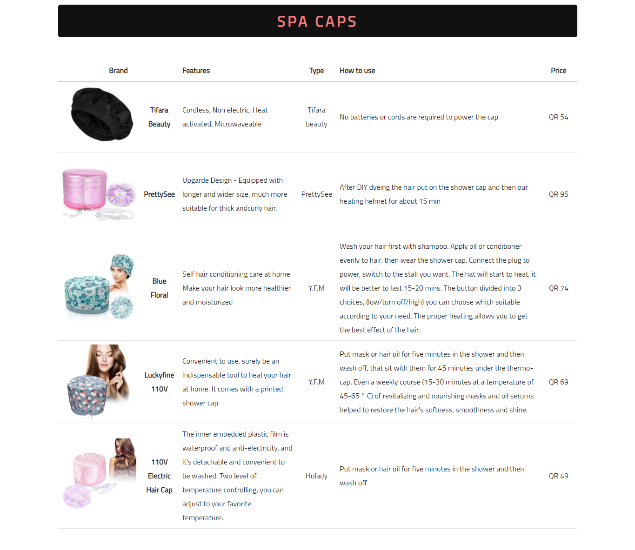 SPA CAPS
Brand Features Type How to use Price
Tifara
Beauty
Cordless, Non electric, Heat
activated, Microwaveable
Tifara
beauty
No batteries or cords are required to power the cap
QR 54
PrettySee
Upgarde Design - Equipped with
longer and wider size, much more
suitable for thick andcurly hair.
PrettySee
After DIY dyeing the hair put on the shower cap and then our
heating helmet for about 15 min
QR 95
Blue
Floral
Self hair conditioning care at home
Make your hair look more healthier
and moisturized
Y.F.M
Wash your hair first with shampoo. Apply oil or conditioner
evenly to hair, then wear the shower cap. Connect the plug to
power, switch to the stall you want. The hat will start to heat, it
will be better to last 15-20 mins. The button divided into 3
choices, (low/turn off/high) you can choose which suitable
according to your need. The proper heating allows you to get
the best effect of the hair.
QR 74
Luckyfine
110V
Convenient to use, surely be an
indispensable tool to heal your hair
at home. It comes with a printed
shower cap.
Y.F.M
Put mask or hair oil for five minutes in the shower and then
wash off, that sit with them for 45 minutes under the thermo-
cap. Even a weekly course (15-30 minutes at a temperature of
45-65 ° C) of revitalizing and nourishing masks and oil serums
helped to restore the hair's softness, smoothness and shine.
QR 69
110V
Electric
Hair Cap
The inner embedded plastic film is
waterproof and anti-electricity, and
it's detachable and convenient to
be washed. Two level of
temperature controlling, you can
adjust to your favorite
temperature.
Holady
Put mask or hair oil for five minutes in the shower and then
wash off
QR 49